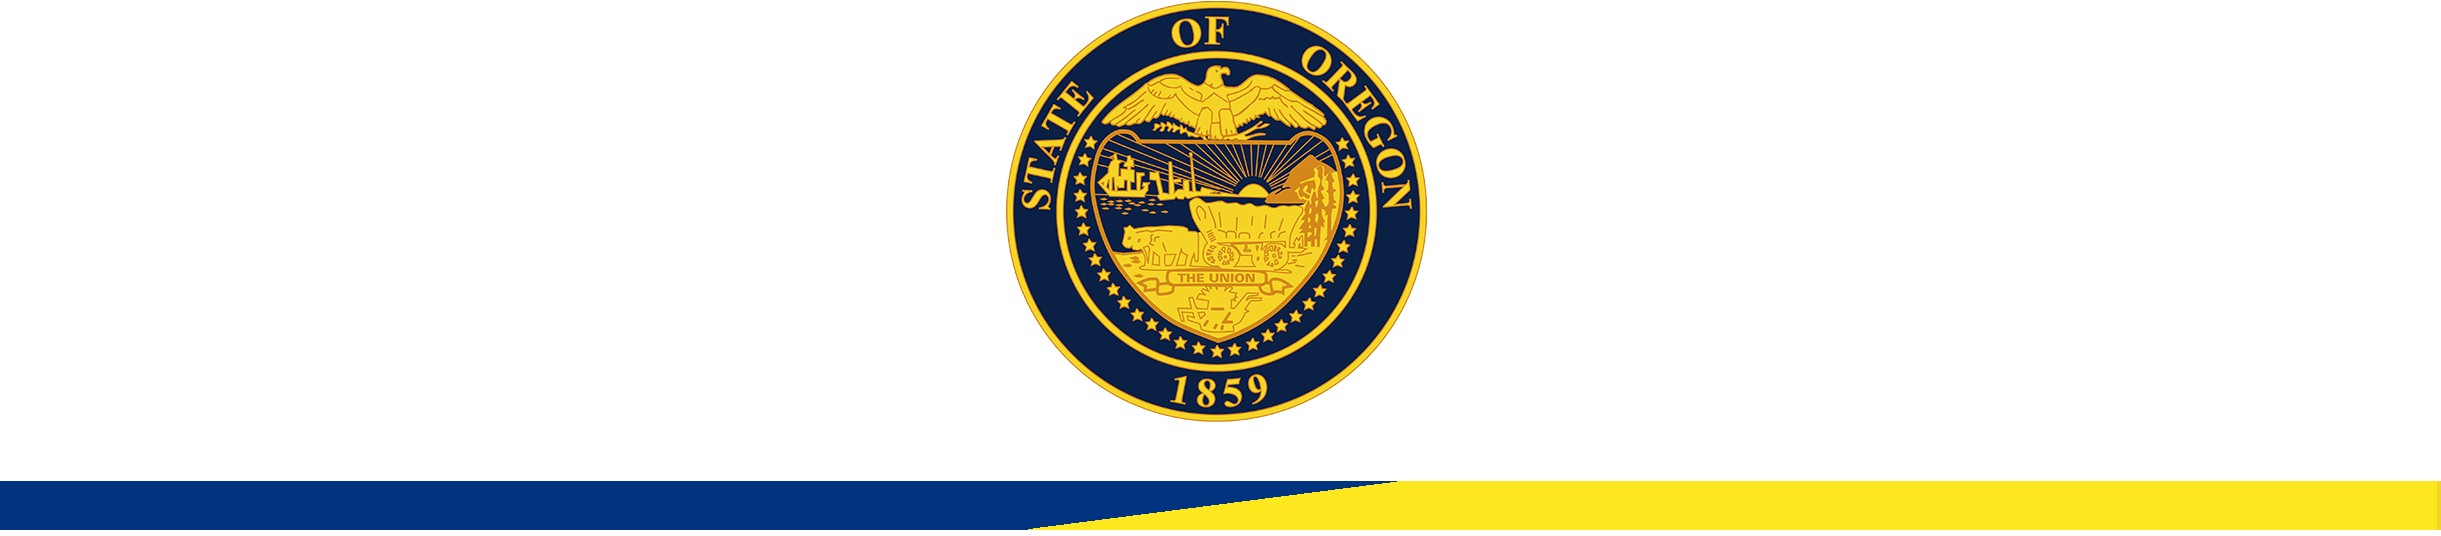 STATE OF OREGON
THE UNION
1859